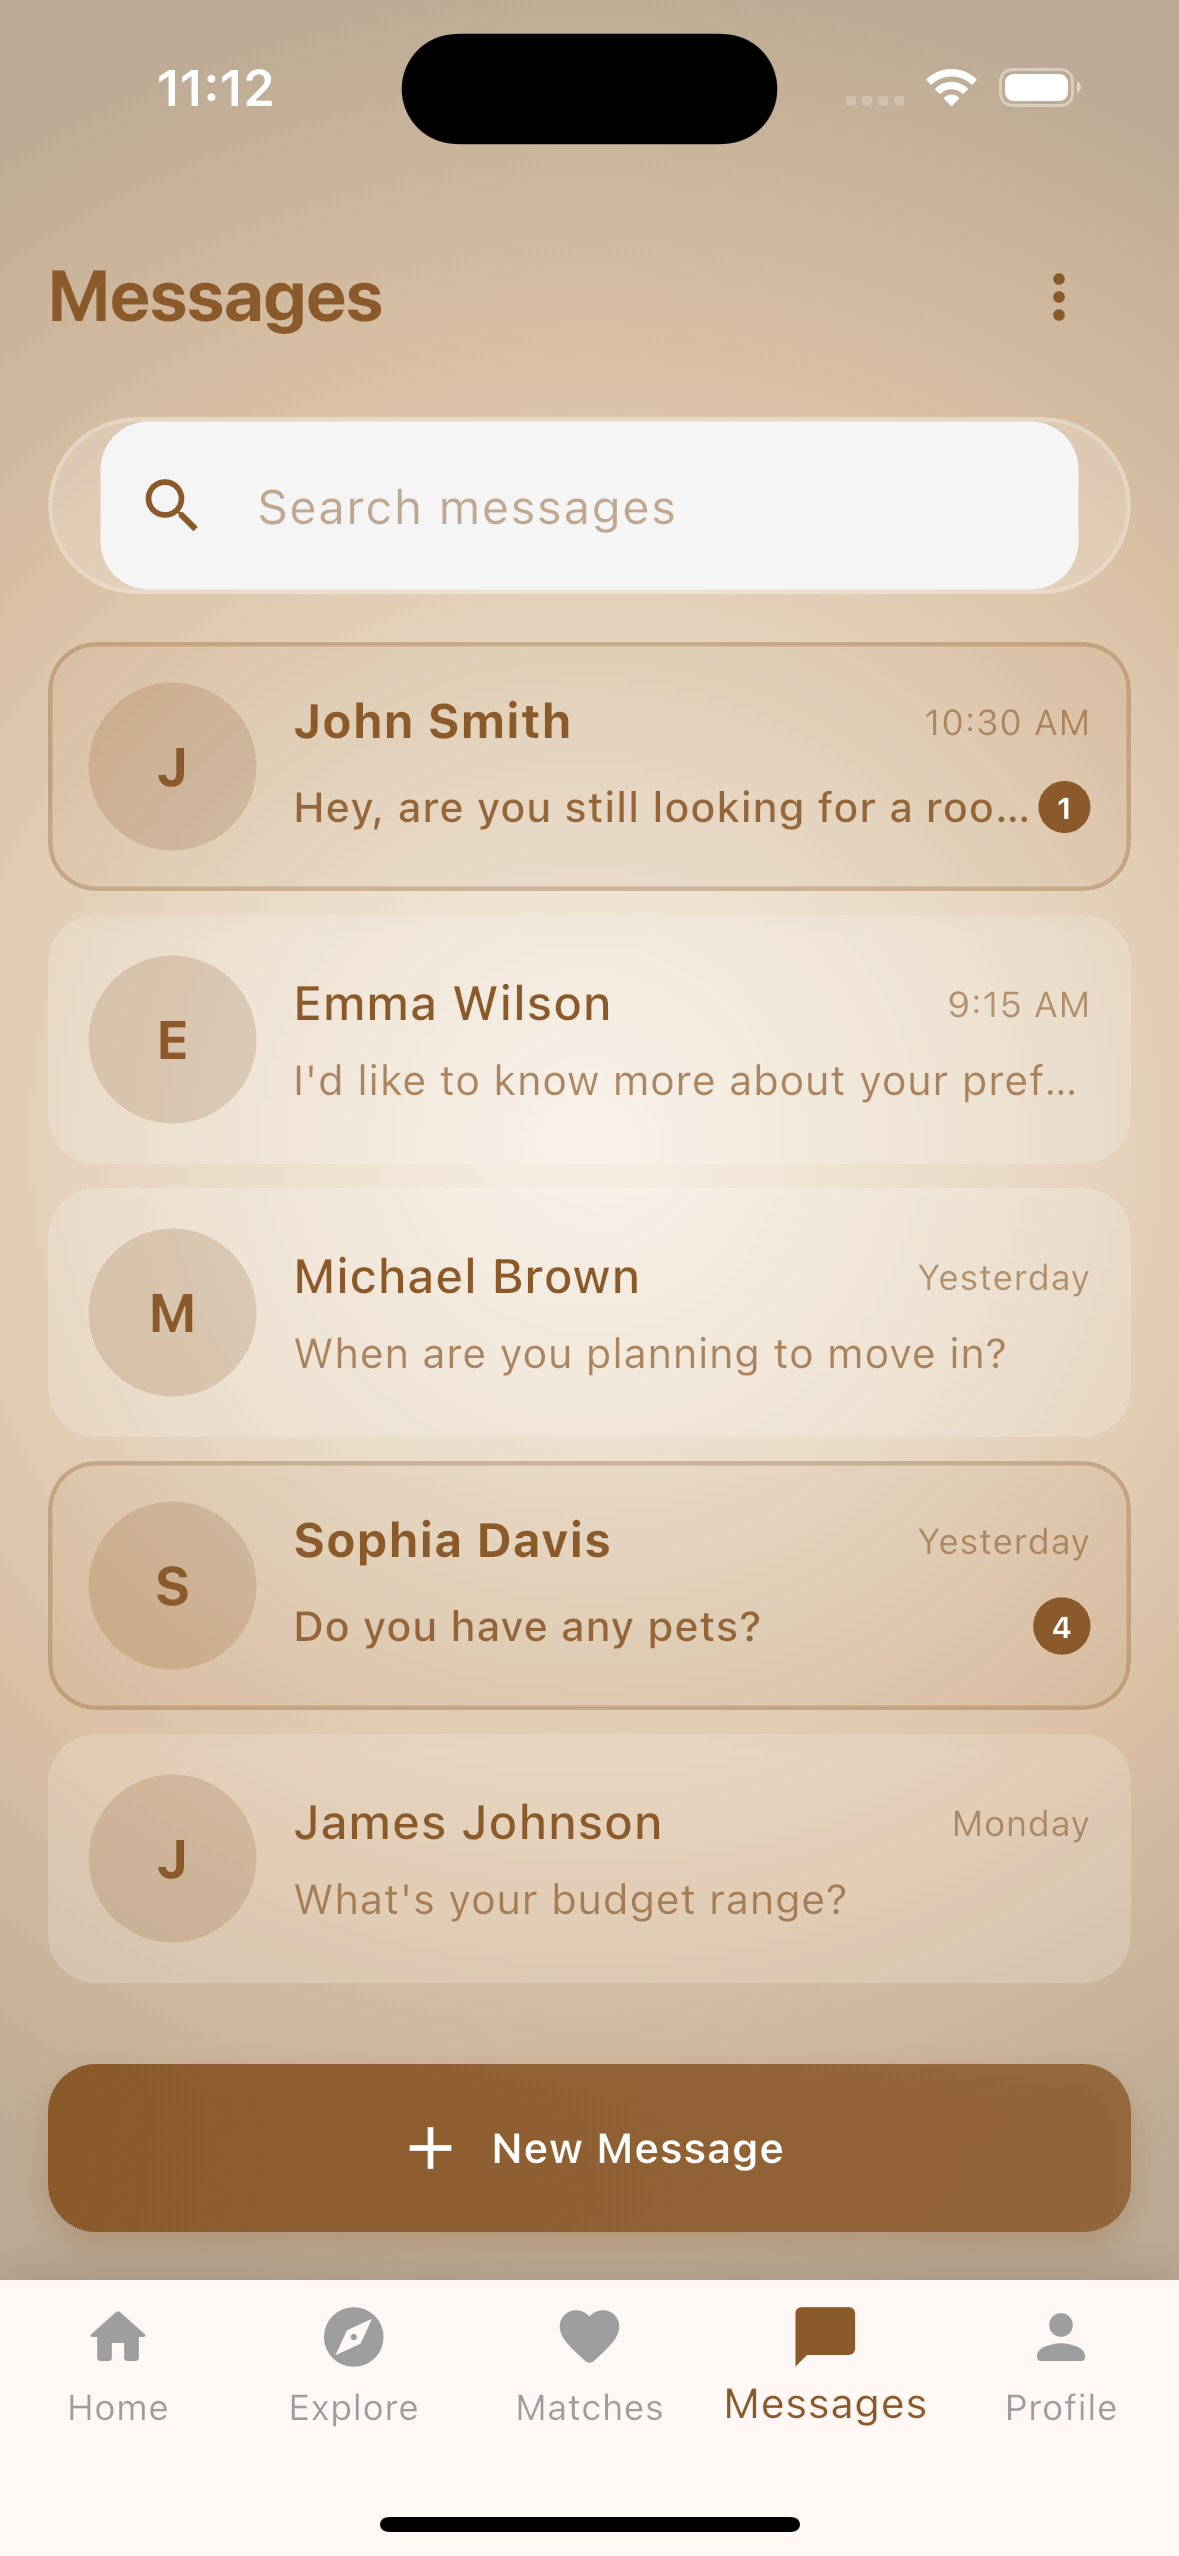 11:12
Messages
Search messages
J
John Smith
10:30 AM
Hey, are you still looking for a roo...
1
E
Emma Wilson
9:15 AM
I'd like to know more about your pref...
M
Michael Brown
Yesterday
When are you planning to move in?
S
Sophia Davis
Yesterday
Do you have any pets?
4
J
James Johnson
Monday
What's your budget range?
New Message
Home
Explore
Matches
Messages
Profile